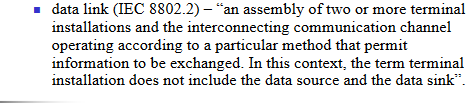 ▪ data link (IEC 8802.2) – “an assembly of two or more terminal
installations and the interconnecting communication channel
operating according to a particular method that permit
information to be exchanged. In this context, the term terminal
installation does not include the data source and the data sink”.